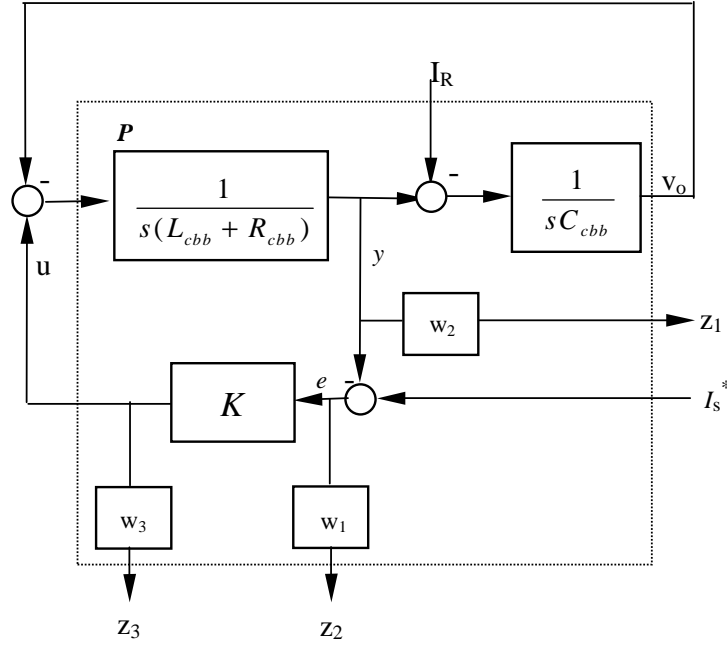 I_R
P
-
-
1
s(L_cbb + R_cbb)
1
sC_cbb
v_o
u
y
w_2
z_1
-
e
K
I_s*
w_3
w_1
z_3
z_2